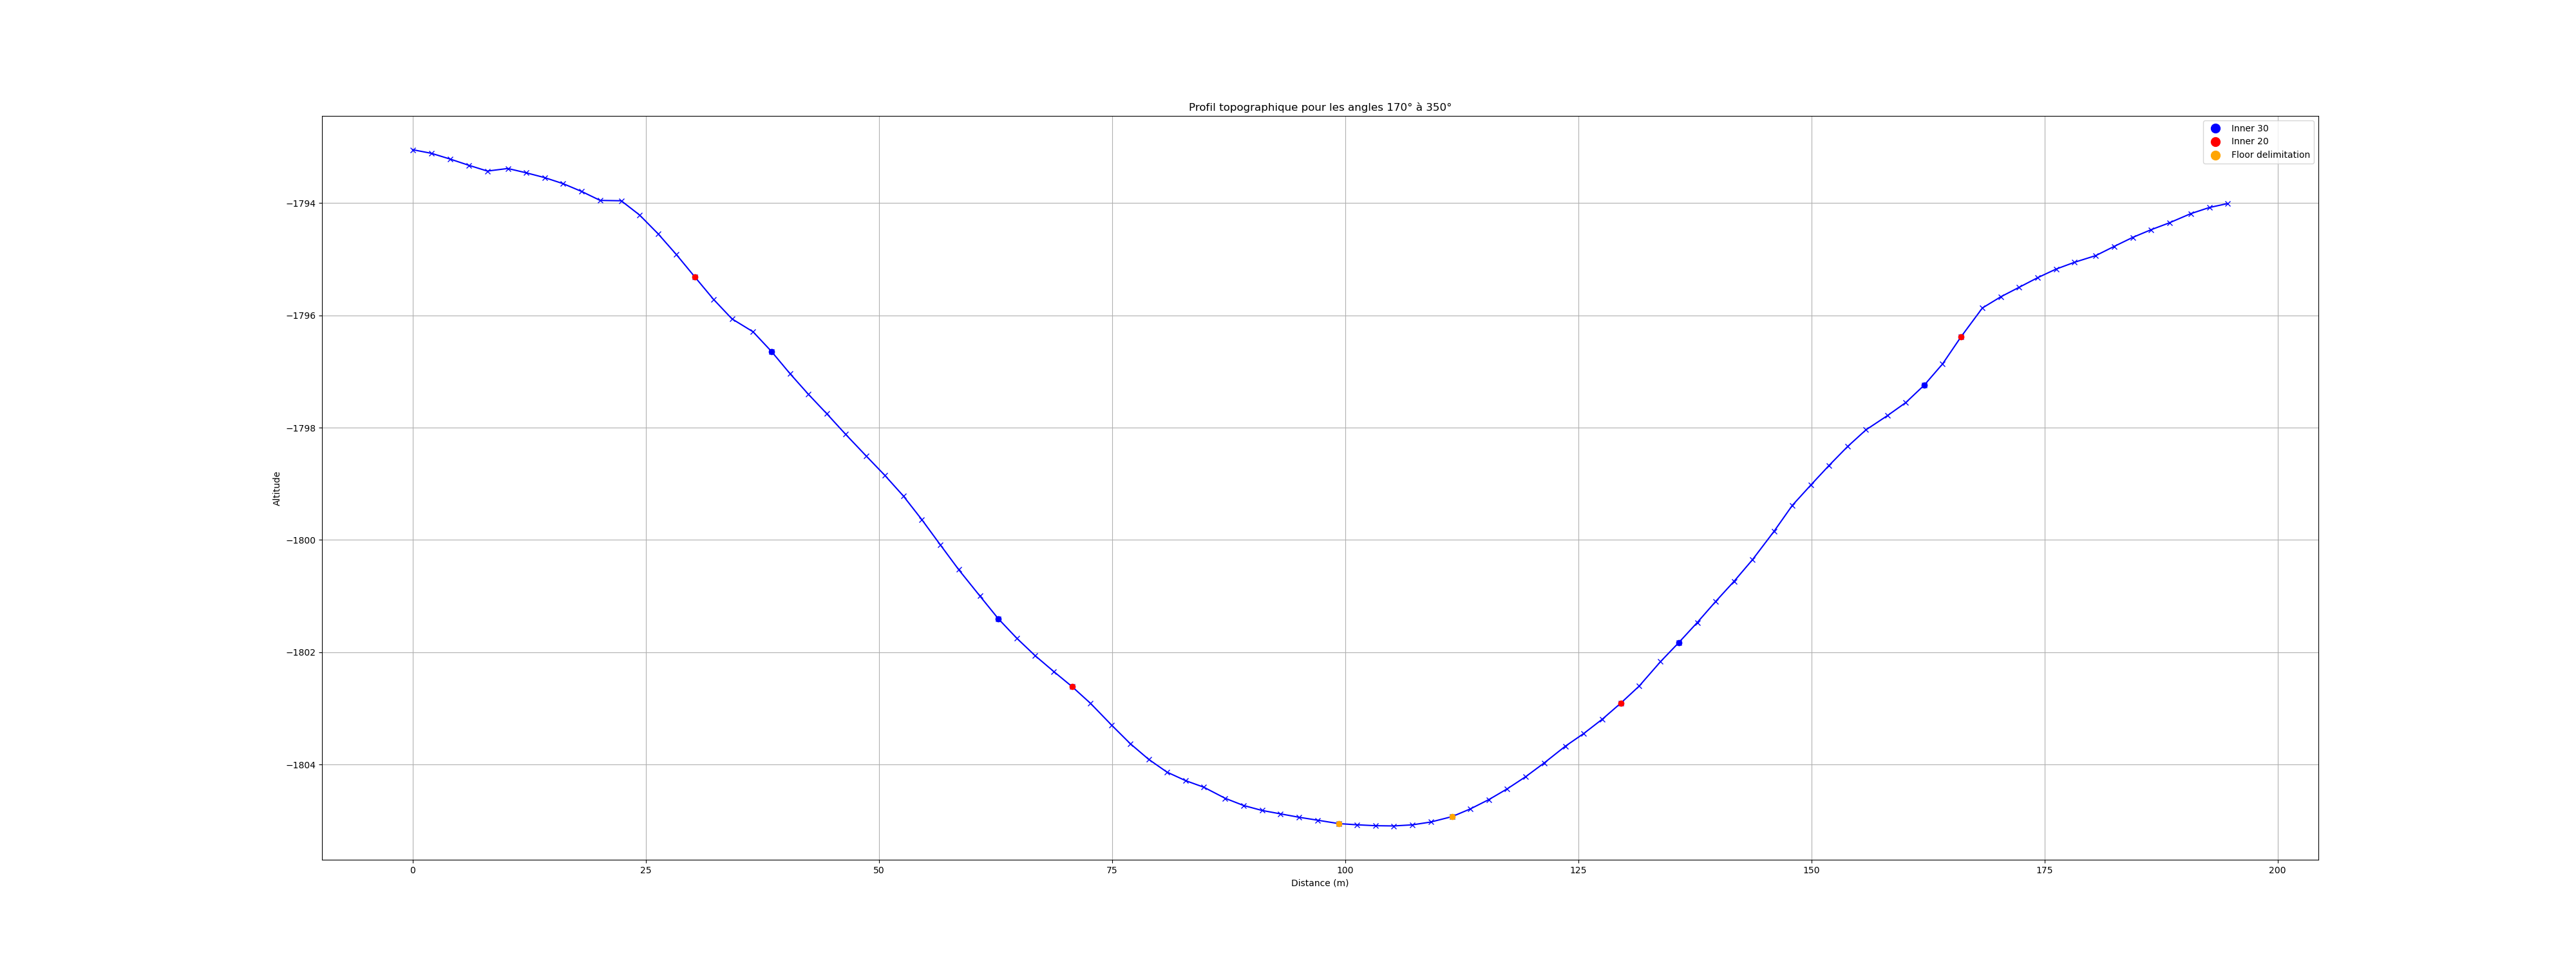 Profil topographique pour les angles 170° à 350°
Inner 30
Inner 20
Floor delimitation
−1794
−1796
−1798
−1800
−1802
−1804
Altitude
0 25 50 75 100 125 150 175 200
Distance (m)